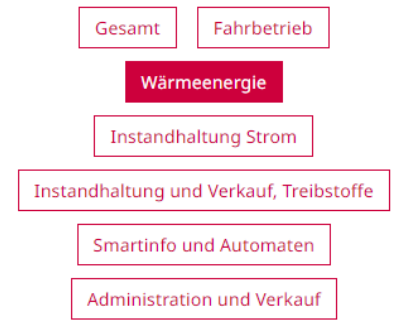 Gesamt Fahrbetrieb
Wärmeenergie
Instandhaltung Strom
Instandhaltung und Verkauf, Treibstoffe
Smartinfo und Automaten
Administration und Verkauf